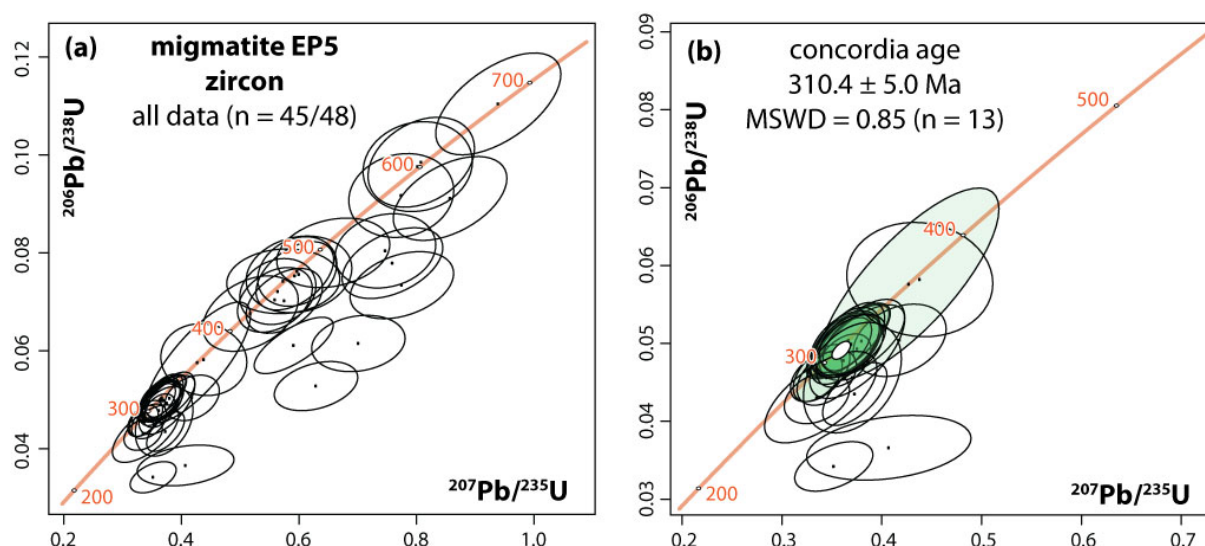 (a)
migmatite EP5
zircon
all data (n = 45/48)
²⁰⁶Pb/²³⁸U
0.12
0.10
0.08
0.06
0.04
700
600
500
400
300
200
²⁰⁷Pb/²³⁵U
0.2 0.4 0.6 0.8 1.0
(b)
concordia age
310.4 ± 5.0 Ma
MSWD = 0.85 (n = 13)
²⁰⁶Pb/²³⁸U
0.09
0.08
0.07
0.06
0.05
0.04
0.03
500
400
300
200
²⁰⁷Pb/²³⁵U
0.2 0.3 0.4 0.5 0.6 0.7